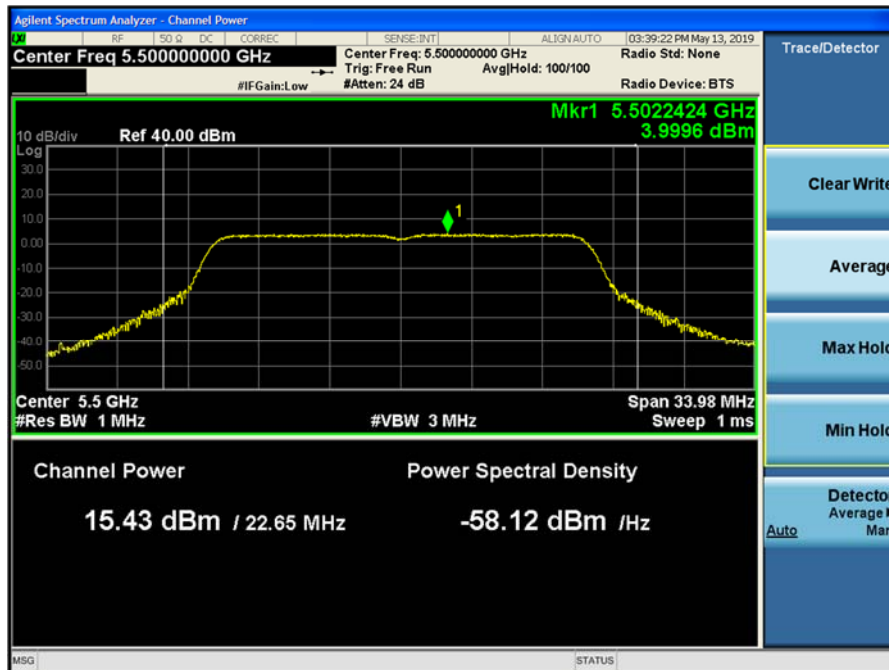 Agilent Spectrum Analyzer - Channel Power
LXI RF 50 Ω DC CORREC SENSE:INT ALIGN AUTO 03:39:22 PM May 13, 2019
Center Freq 5.500000000 GHz
Center Freq: 5.500000000 GHz Radio Std: None
Trig: Free Run Avg|Hold: 100/100
#IFGain:Low #Atten: 24 dB Radio Device: BTS
Trace/Detector
Mkr1 5.5022424 GHz
3.9996 dBm
10 dB/div Ref 40.00 dBm
Log
30.0
20.0
10.0
0.00
-10.0
-20.0
-30.0
-40.0
-50.0
1
Center 5.5 GHz Span 33.98 MHz
#Res BW 1 MHz #VBW 3 MHz Sweep 1 ms
Channel Power Power Spectral Density
15.43 dBm / 22.65 MHz -58.12 dBm /Hz
Clear Write
Average
Max Hold
Min Hold
Detector
Average
Auto Man
MSG STATUS